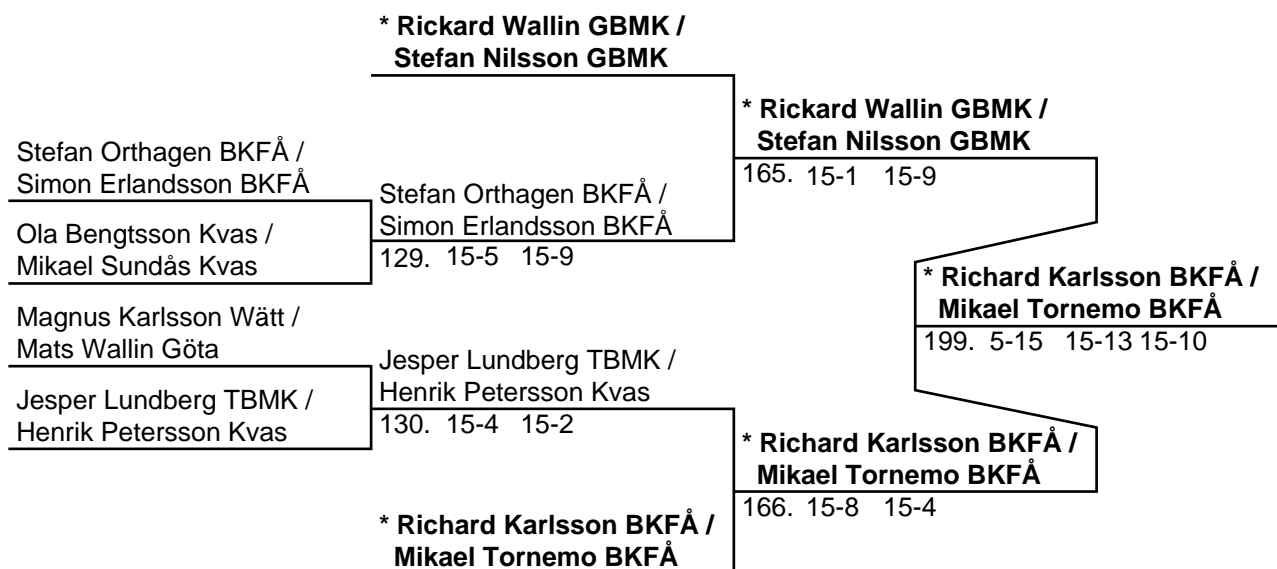 * Rickard Wallin GBMK /
Stefan Nilsson GBMK
* Rickard Wallin GBMK /
Stefan Nilsson GBMK
165. 15-1 15-9
Stefan Orthagen BKFÅ /
Simon Erlandsson BKFÅ
Stefan Orthagen BKFÅ /
Simon Erlandsson BKFÅ
129. 15-5 15-9
Ola Bengtsson Kvas /
Mikael Sundås Kvas
* Richard Karlsson BKFÅ /
Mikael Tornemo BKFÅ
199. 5-15 15-13 15-10
Magnus Karlsson Wätt /
Mats Wallin Göta
Jesper Lundberg TBMK /
Henrik Petersson Kvas
130. 15-4 15-2
Jesper Lundberg TBMK /
Henrik Petersson Kvas
* Richard Karlsson BKFÅ /
Mikael Tornemo BKFÅ
166. 15-8 15-4
* Richard Karlsson BKFÅ /
Mikael Tornemo BKFÅ